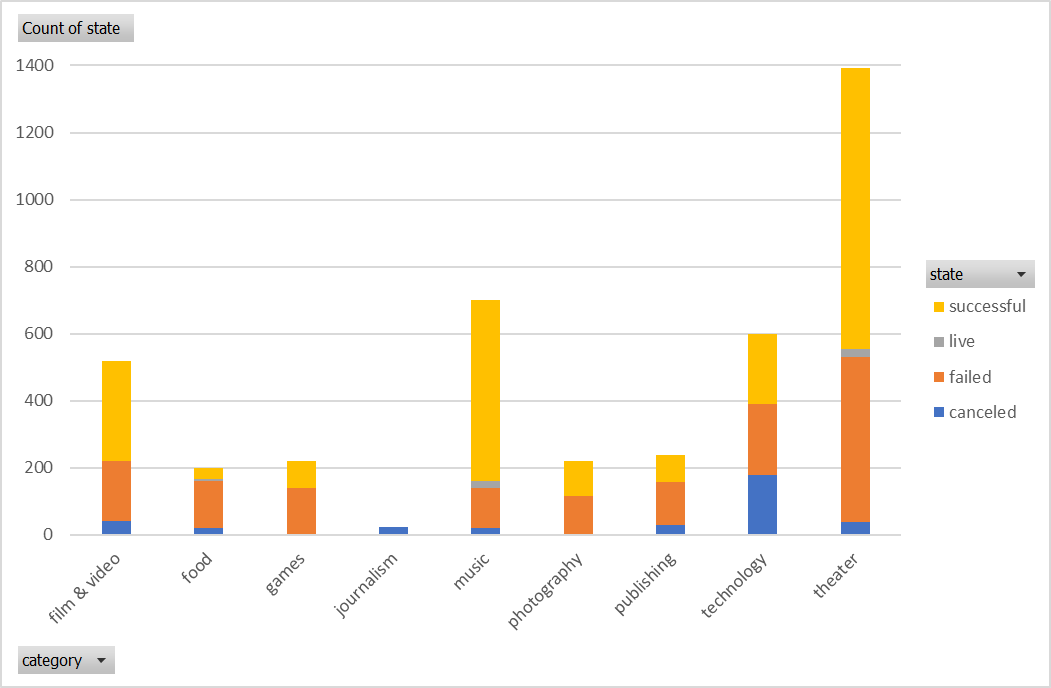 Count of state
1400
1200
1000
800
600
400
200
0
film & video
food
games
journalism
music
photography
publishing
technology
theater
state
successful
live
failed
canceled
category